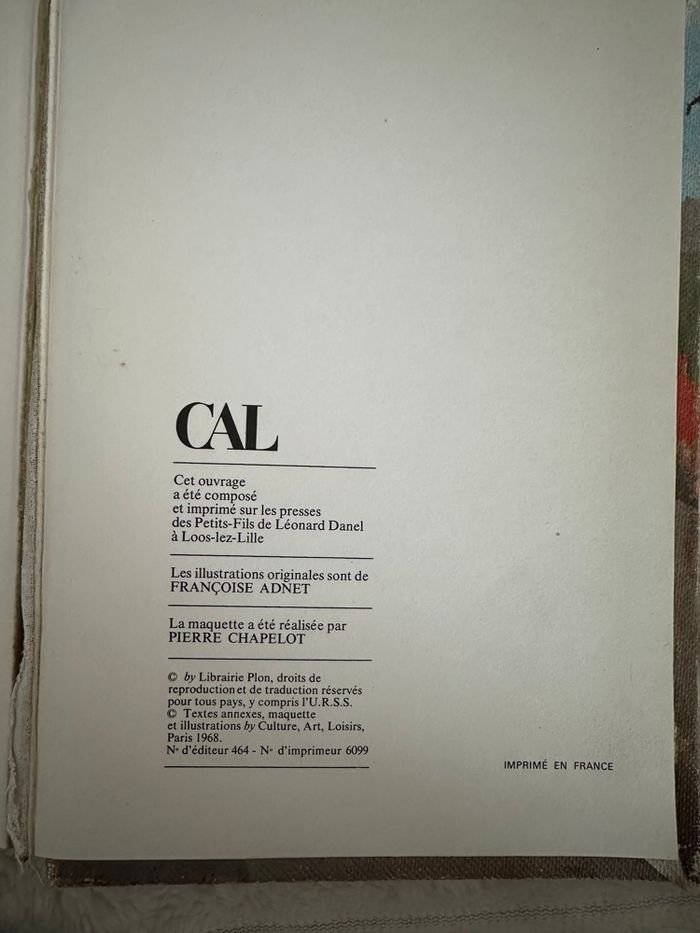 CAL
Cet ouvrage
a été composé
et imprimé sur les presses
des Petits-Fils de Léonard Danel
à Loos-lez-Lille
Les illustrations originales sont de
FRANÇOISE ADNET
La maquette a été réalisée par
PIERRE CHAPELOT
© by Librairie Plon, droits de
reproduction et de traduction réservés
pour tous pays, y compris l'U.R.S.S.
© Textes annexes, maquette
et illustrations by Culture, Art, Loisirs,
Paris 1968.
N° d'éditeur 464 - N° d'imprimeur 6099
IMPRIMÉ EN FRANCE